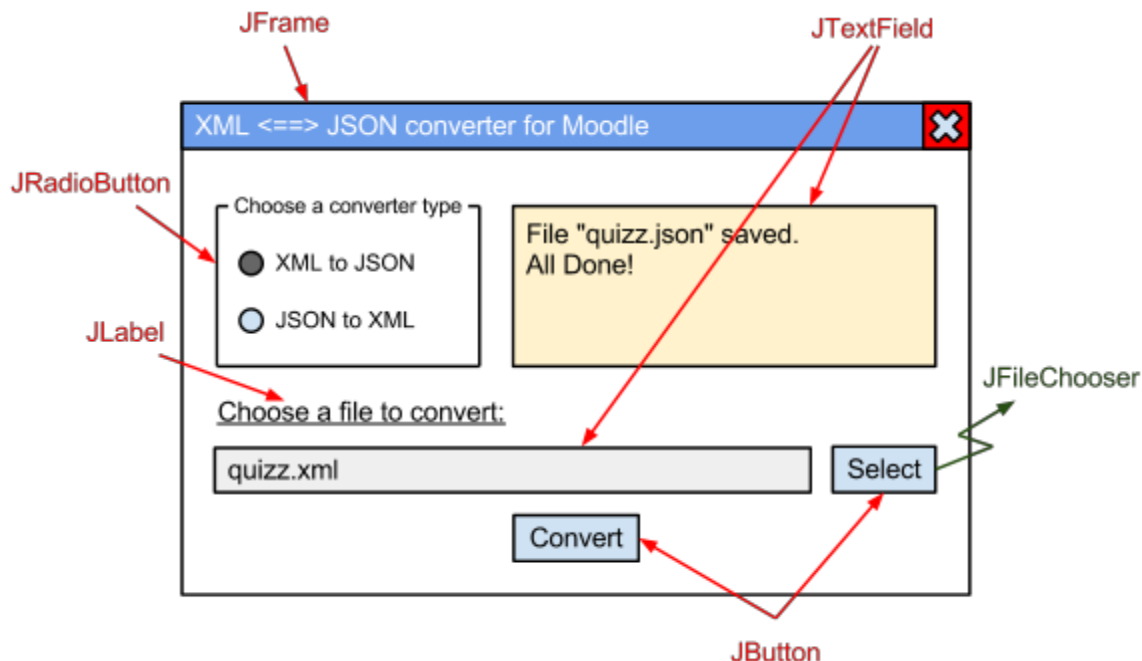 JFrame
JTextField
XML <==> JSON converter for Moodle
JRadioButton
Choose a converter type
File "quizz.json" saved.
All Done!
XML to JSON
JSON to XML
JLabel
JFileChooser
Choose a file to convert:
quizz.xml
Select
Convert
JButton